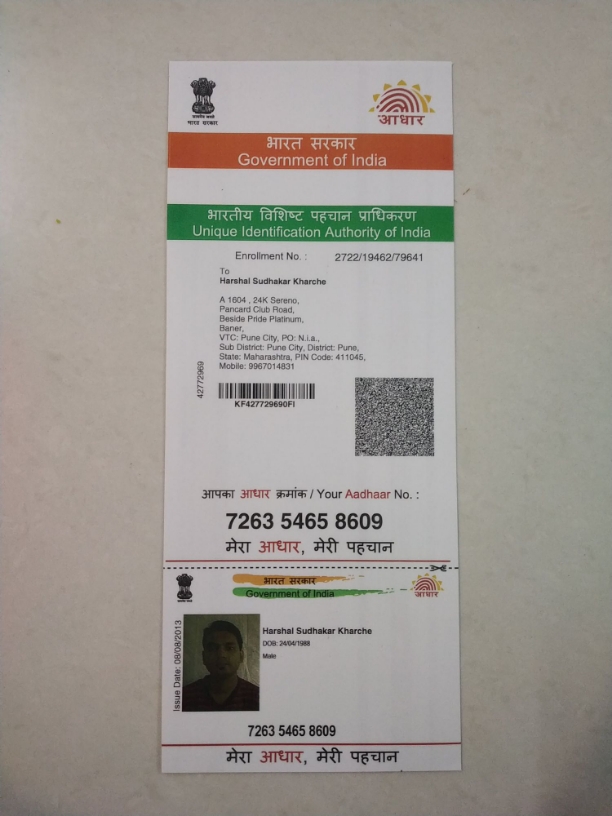 भारत सरकार
आधार
भारत सरकार
Government of India
भारतीय विशिष्ट पहचान प्राधिकरण
Unique Identification Authority of India
Enrollment No. : 2722/19462/79641
To
Harshal Sudhakar Kharche
A 1604 , 24K Sereno,
Pancard Club Road,
Beside Pride Platinum,
Baner,
VTC: Pune City, PO: N.i.a.,
Sub District: Pune City, District: Pune,
State: Maharashtra, PIN Code: 411045,
Mobile: 9967014831
42772969
KF427729690FI
आपका आधार क्रमांक / Your Aadhaar No. :
7263 5465 8609
मेरा आधार, मेरी पहचान
भारत सरकार
Government of India
आधार
Issue Date: 08/08/2013
Harshal Sudhakar Kharche
DOB: 24/04/1988
Male
7263 5465 8609
मेरा आधार, मेरी पहचान